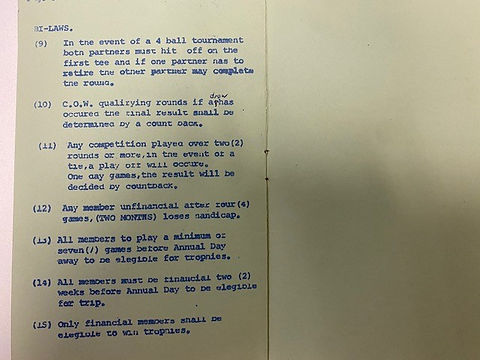 BI-LAWS.
(9) In the event of a 4 ball tournament
both partners must hit off on the
first tee and if one partner has to
retire the other partner may complete
the round.
draw
(10) C.O.W. qualifying rounds if a has
occured the final result shall be
determined by a count back.
(11) Any competition played over two(2)
rounds or more,in the event of a
tie,a play off will occure.
One day games,the result will be
decided by countback.
(12) Any member unfinancial after four(4)
games,(TWO MONTHS) loses handicap.
(13) All members to play a minimum of
seven(7) games before Annual Day
away to be elegible for trophies.
(14) All members must be financial two (2)
weeks before Annual Day to be elegible
for trip.
(15) Only financial members shall be
elegible to win trophies.